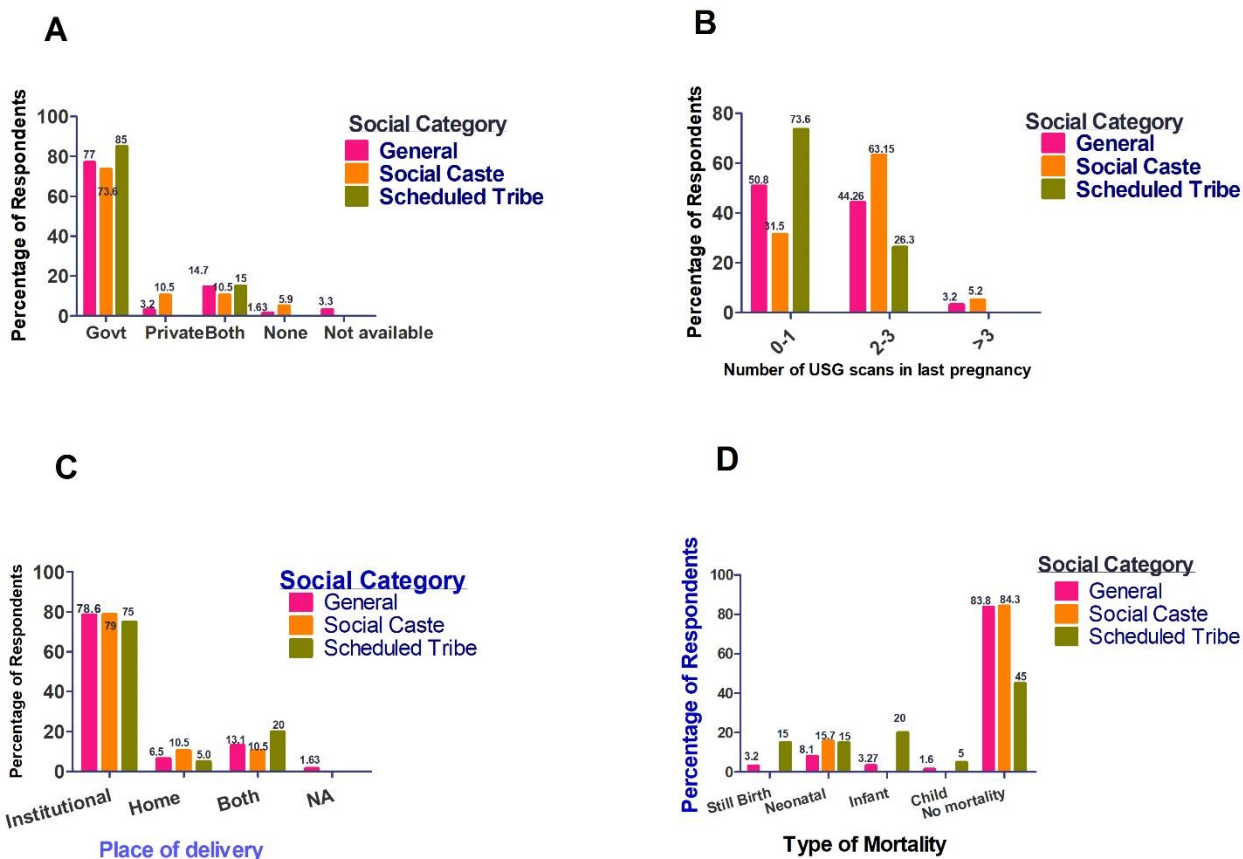 A
Percentage of Respondents
100
80
60
40
20
0
77
73.6
85
3.2
10.5
14.7
10.5
15
1.63
5.9
3.3
Govt
Private
Both
None
Not available
Social Category
General
Social Caste
Scheduled Tribe
B
Percentage of Respondents
80
60
40
20
0
50.8
31.5
73.6
44.26
63.15
26.3
3.2
5.2
0-1
2-3
>3
Number of USG scans in last pregnancy
Social Category
General
Social Caste
Scheduled Tribe
C
Percentage of Respondents
100
80
60
40
20
0
78.6
79
75
6.5
10.5
5.0
13.1
10.5
20
1.63
Institutional
Home
Both
NA
Place of delivery
Social Category
General
Social Caste
Scheduled Tribe
D
Percentage of Respondents
100
80
60
40
20
0
3.2
15
8.1
15.7
15
3.27
20
1.6
5
83.8
84.3
45
Still Birth
Neonatal
Infant
Child
No mortality
Type of Mortality
Social Category
General
Social Caste
Scheduled Tribe